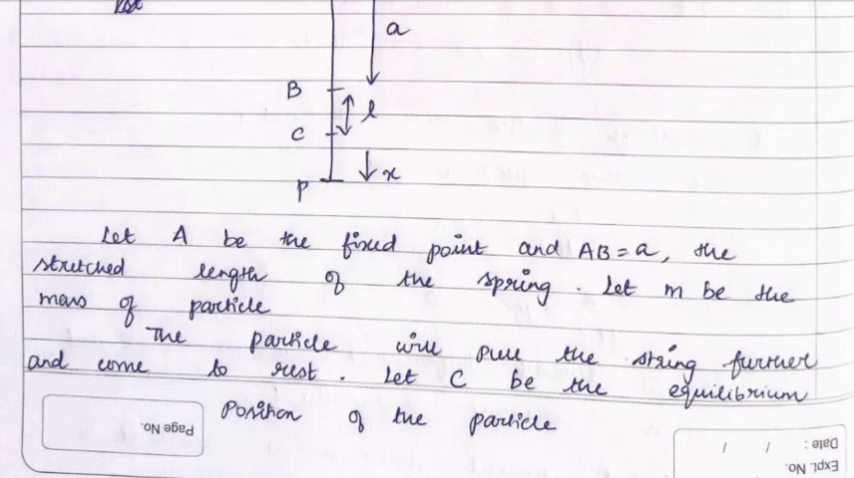 a
B
l
C
x
P
Let A be the fixed point and AB = a, the
stretched length of the spring. Let m be the
mass of particle
The particle will pull the string further
and come to rest. Let C be the equilibrium
Position of the particle
Page No.
Date : / /
Expt. No.